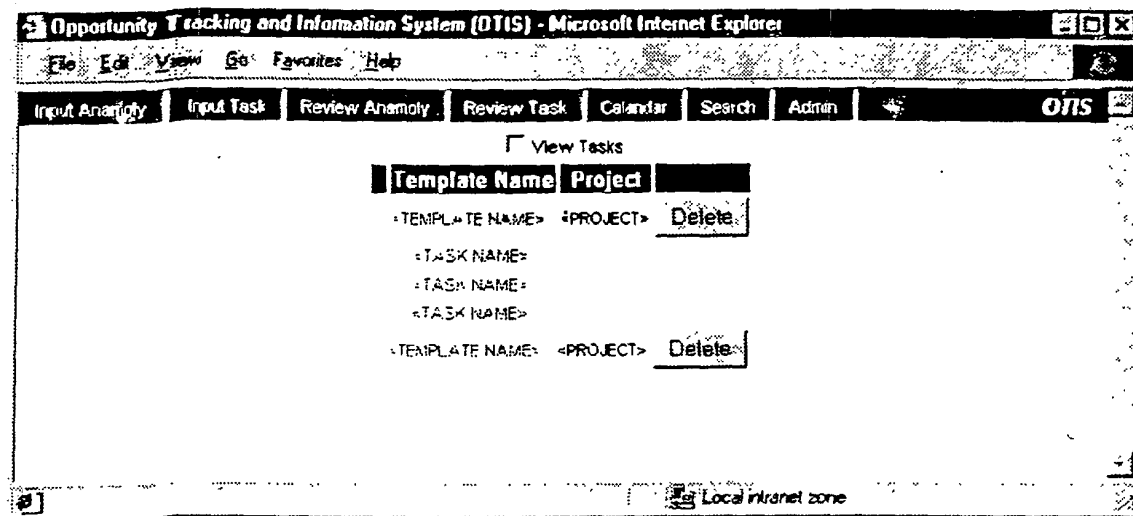 Opportunity Tracking and Information System (OTIS) - Microsoft Internet Explorer
File Edit View Go Favorites Help
Input Anamoly Input Task Review Anamoly Review Task Calandar Search Admin OTIS
View Tasks
Template Name Project
<TEMPLATE NAME> <PROJECT> Delete
<TASK NAME>
<TASK NAME>
<TASK NAME>
<TEMPLATE NAME> <PROJECT> Delete
Local intranet zone